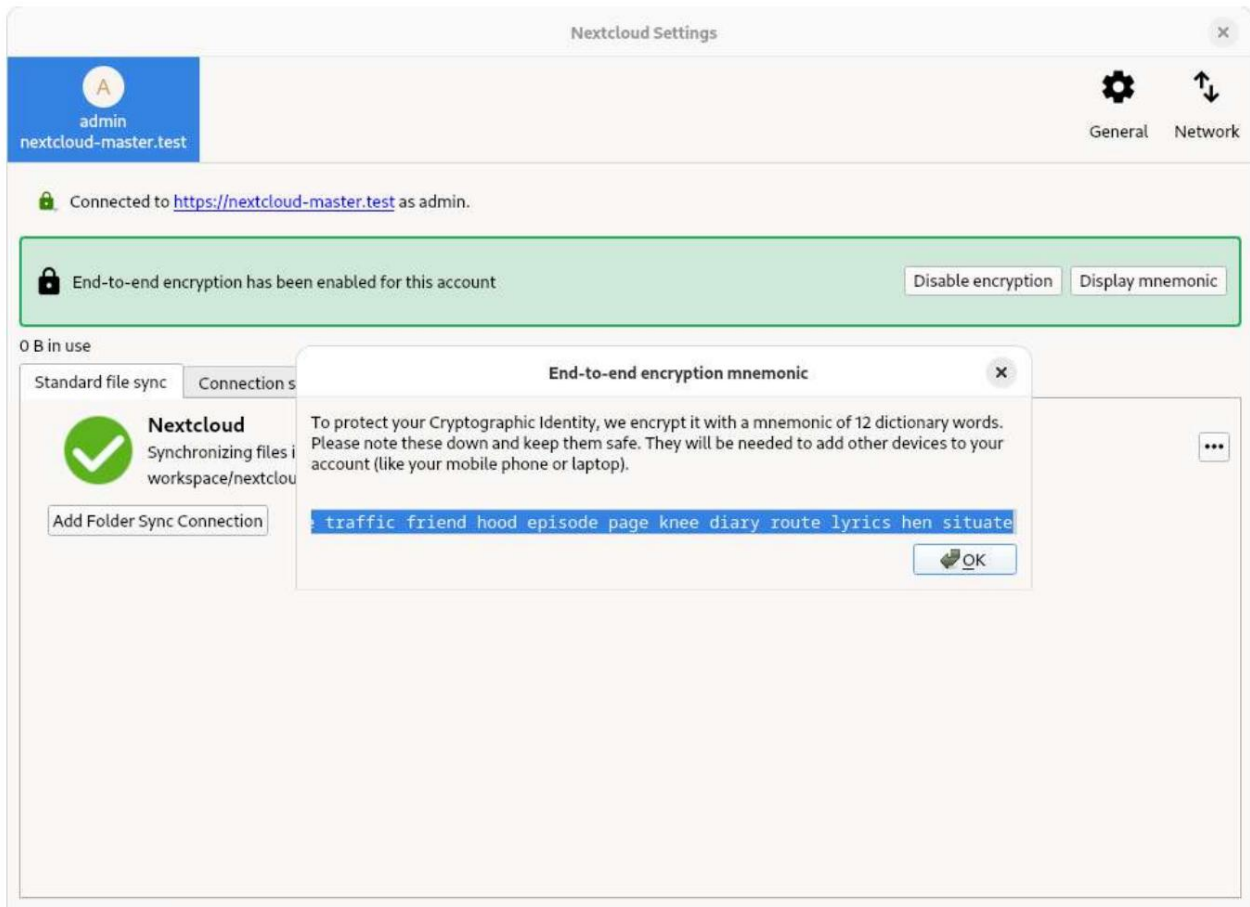 Nextcloud Settings
A
admin
nextcloud-master.test
General
Network
Connected to https://nextcloud-master.test as admin.
End-to-end encryption has been enabled for this account
Disable encryption
Display mnemonic
0 B in use
Standard file sync
Connection s
Nextcloud
Synchronizing files i
workspace/nextclou
Add Folder Sync Connection
End-to-end encryption mnemonic
To protect your Cryptographic Identity, we encrypt it with a mnemonic of 12 dictionary words.
Please note these down and keep them safe. They will be needed to add other devices to your
account (like your mobile phone or laptop).
traffic friend hood episode page knee diary route lyrics hen situate
OK